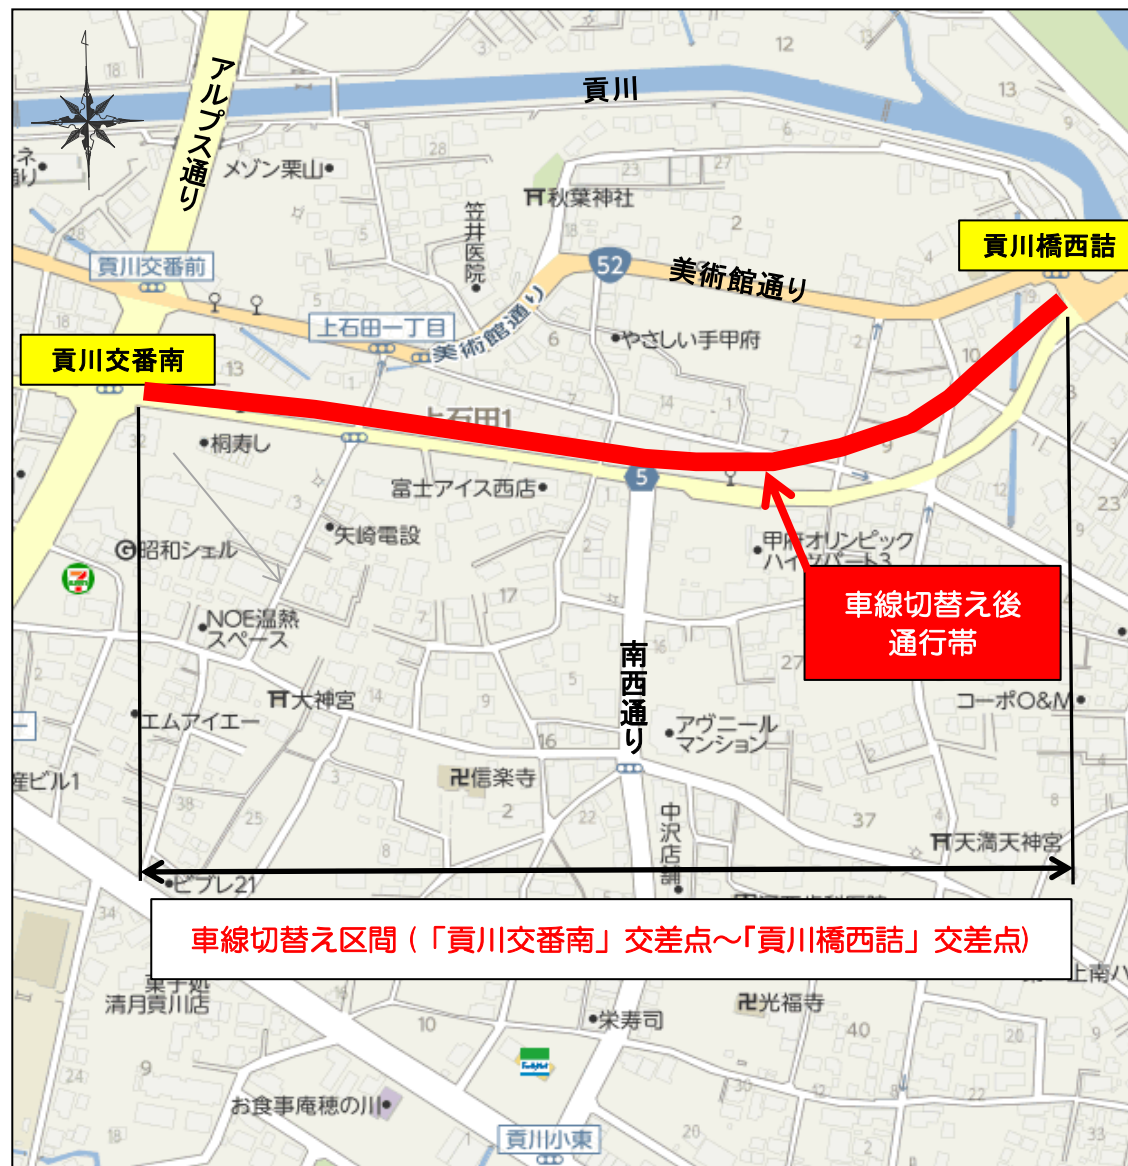 貢川
アルプス通り
メゾン栗山
秋葉神社
笠井医院
貢川橋西詰
貢川交番前
52
美術館通り
上石田一丁目
美術館通り
やさしい手甲府
貢川交番南
上石田1
桐寿し
5
富士アイス西店
矢崎電設
昭和シェル
甲府オリンピック
ハイツパート3
車線切替え後
通行帯
NOE温熱
スペース
南西通り
大神宮
コーポO&M
エムアイエー
アヴニール
マンション
産ビル1
信楽寺
中沢店舗
天満天神宮
ビブレ21
車線切替え区間(「貢川交番南」交差点～「貢川橋西詰」交差点)
菓子処
清月貢川店
光福寺
栄寿司
FamilyMart
お食事庵穂の川
貢川小東